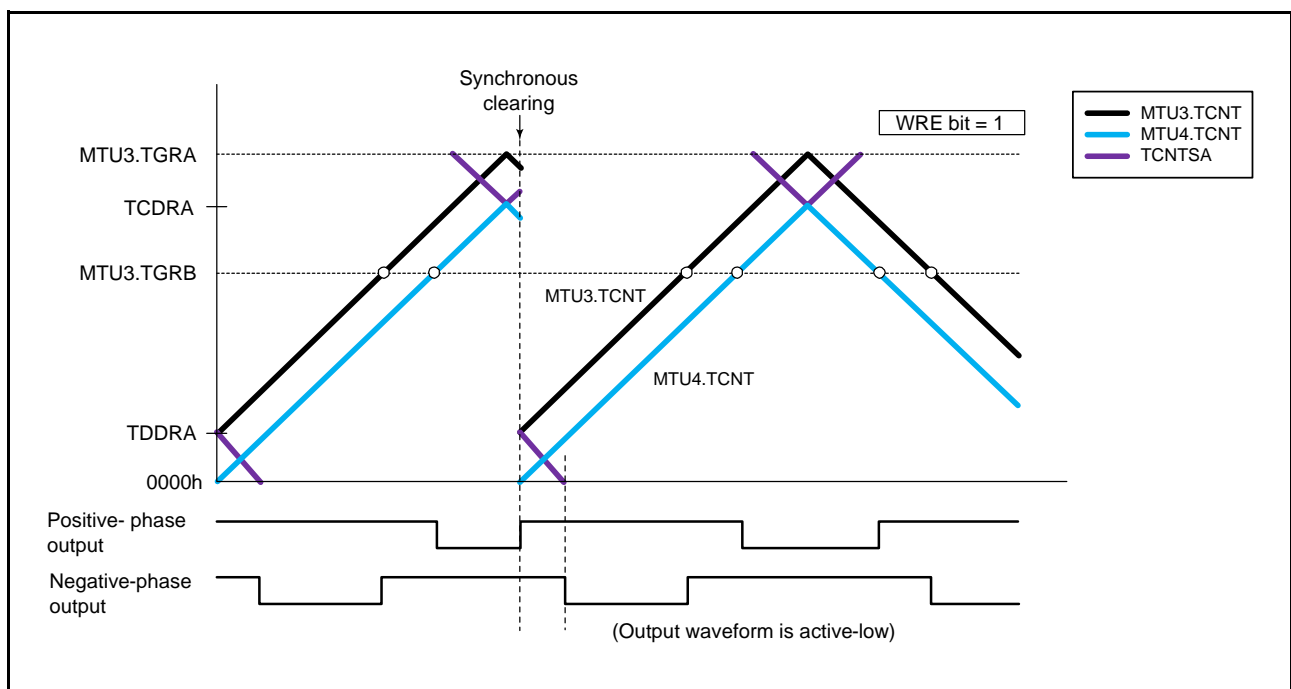 Synchronous
clearing
WRE bit = 1
MTU3.TCNT
MTU4.TCNT
TCNTSA
MTU3.TGRA
TCDRA
MTU3.TGRB
MTU3.TCNT
MTU4.TCNT
TDDRA
0000h
Positive- phase
output
Negative-phase
output
(Output waveform is active-low)